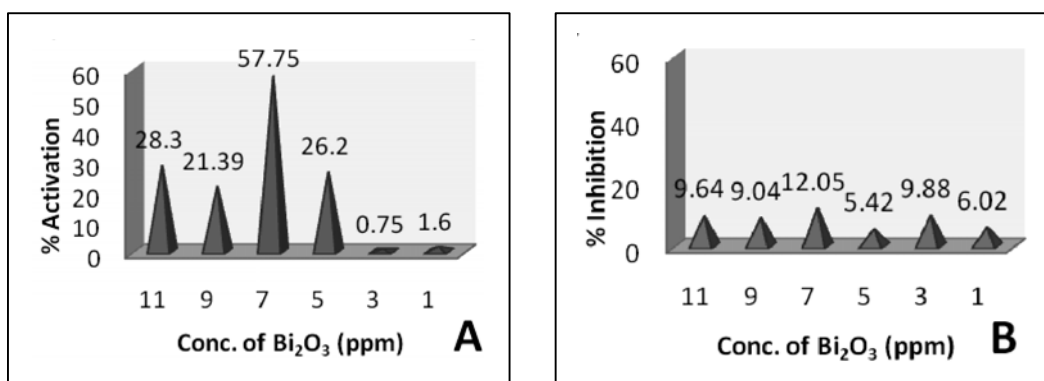 % Activation
60
50
40
30
20
10
0
28.3
21.39
57.75
26.2
0.75
1.6
11 9 7 5 3 1
Conc. of Bi₂O₃ (ppm)
A
% Inhibition
60
40
20
0
9.64
9.04
12.05
5.42
9.88
6.02
11 9 7 5 3 1
Conc. of Bi₂O₃ (ppm)
B